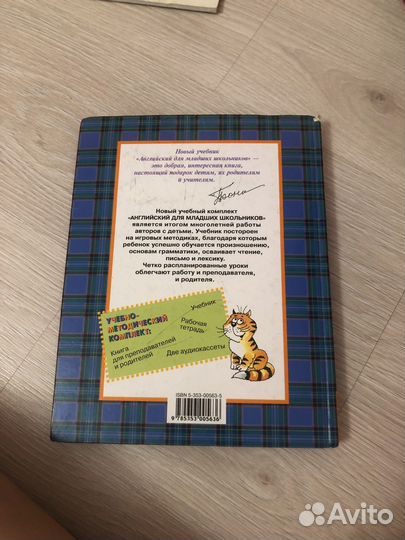 Новый учебник
«Английский для младших школьников» —
это добрая, интересная книга,
настоящий подарок детям, их родителям
и учителям.
Новый учебный комплект
«АНГЛИЙСКИЙ ДЛЯ МЛАДШИХ ШКОЛЬНИКОВ»
является итогом многолетней работы
авторов с детьми. Учебник построен
на игровых методиках, благодаря которым
ребенок успешно обучается произношению,
основам грамматики, осваивает чтение,
письмо и лексику.
Четко распланированные уроки
облегчают работу и преподавателя,
и родителя.
УЧЕБНО-
МЕТОДИЧЕСКИЙ
КОМПЛЕКТ:
Учебник
Рабочая
тетрадь
Книга
для преподавателей
и родителей
Две аудиокассеты
ISBN 5-353-00563-5
9 785353 005636
Avito